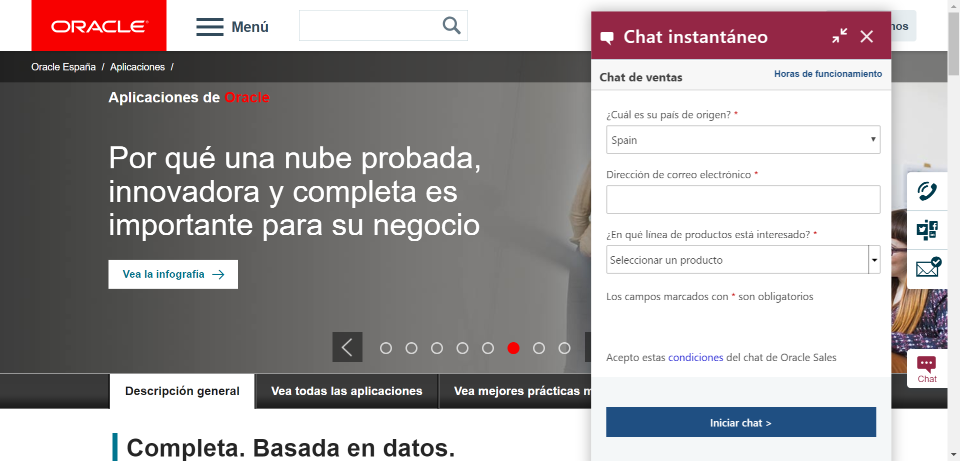 ORACLE
Menú
nos
Oracle España / Aplicaciones /
Aplicaciones de Oracle
Por qué una nube probada,
innovadora y completa es
importante para su negocio
Vea la infografía
Descripción general
Vea todas las aplicaciones
Vea mejores prácticas m
Completa. Basada en datos.
Chat instantáneo
Chat de ventas
Horas de funcionamiento
¿Cuál es su país de origen? *
Spain
Dirección de correo electrónico *
¿En qué línea de productos está interesado? *
Seleccionar un producto
Los campos marcados con * son obligatorios
Acepto estas condiciones del chat de Oracle Sales
Iniciar chat >
Chat